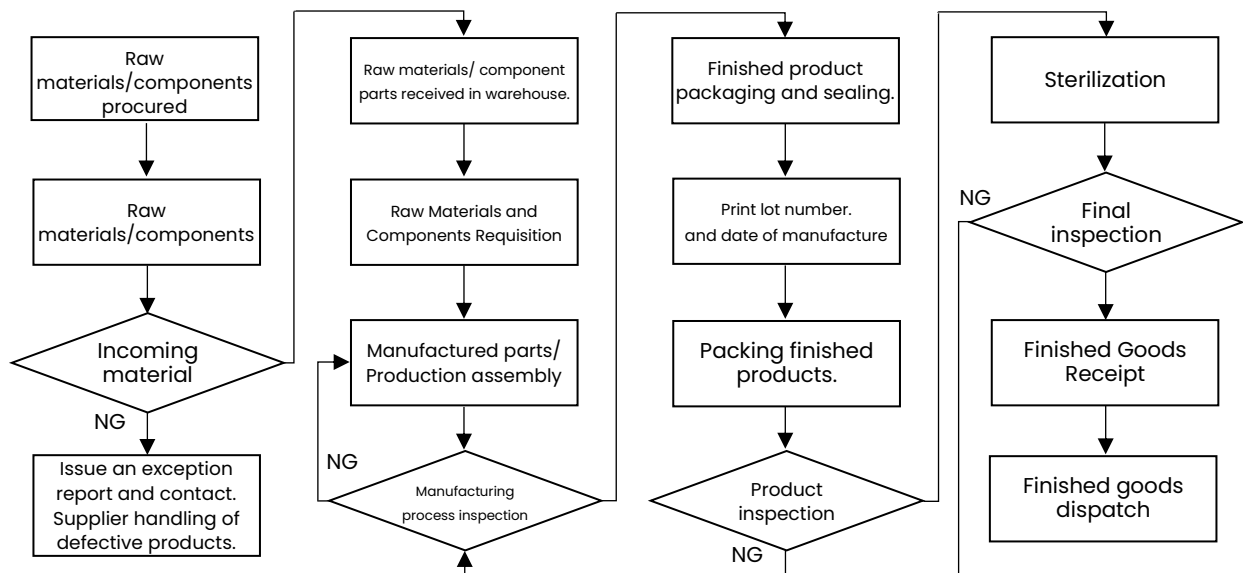 Raw
materials/components
procured
Raw
materials/components
Incoming
material
NG
Issue an exception
report and contact.
Supplier handling of
defective products.
Raw materials/ component
parts received in warehouse.
Raw Materials and
Components Requisition
Manufactured parts/
Production assembly
NG
Manufacturing
process inspection
Finished product
packaging and sealing.
Print lot number.
and date of manufacture
Packing finished
products.
Product
inspection
NG
Sterilization
NG
Final
inspection
Finished Goods
Receipt
Finished goods
dispatch